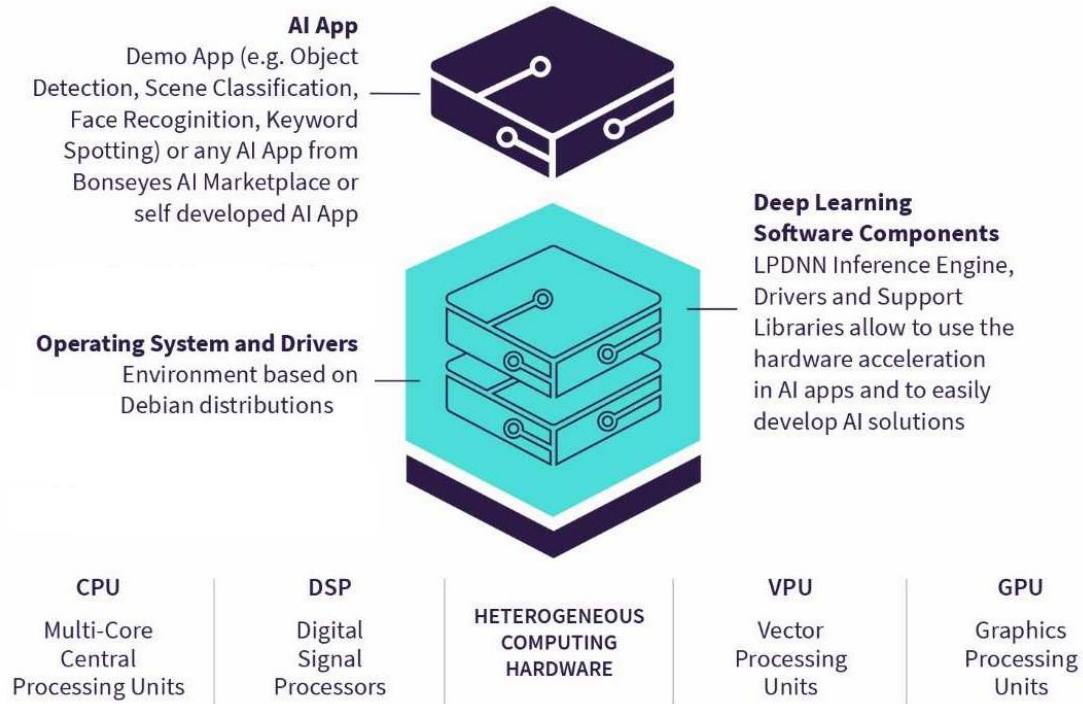 AI App
Demo App (e.g. Object
Detection, Scene Classification,
Face Recoginition, Keyword
Spotting) or any AI App from
Bonseyes AI Marketplace or
self developed AI App
Deep Learning
Software Components
LPDNN Inference Engine,
Drivers and Support
Libraries allow to use the
hardware acceleration
in AI apps and to easily
develop AI solutions
Operating System and Drivers
Environment based on
Debian distributions
CPU
Multi-Core
Central
Processing Units
DSP
Digital
Signal
Processors
HETEROGENEOUS
COMPUTING
HARDWARE
VPU
Vector
Processing
Units
GPU
Graphics
Processing
Units